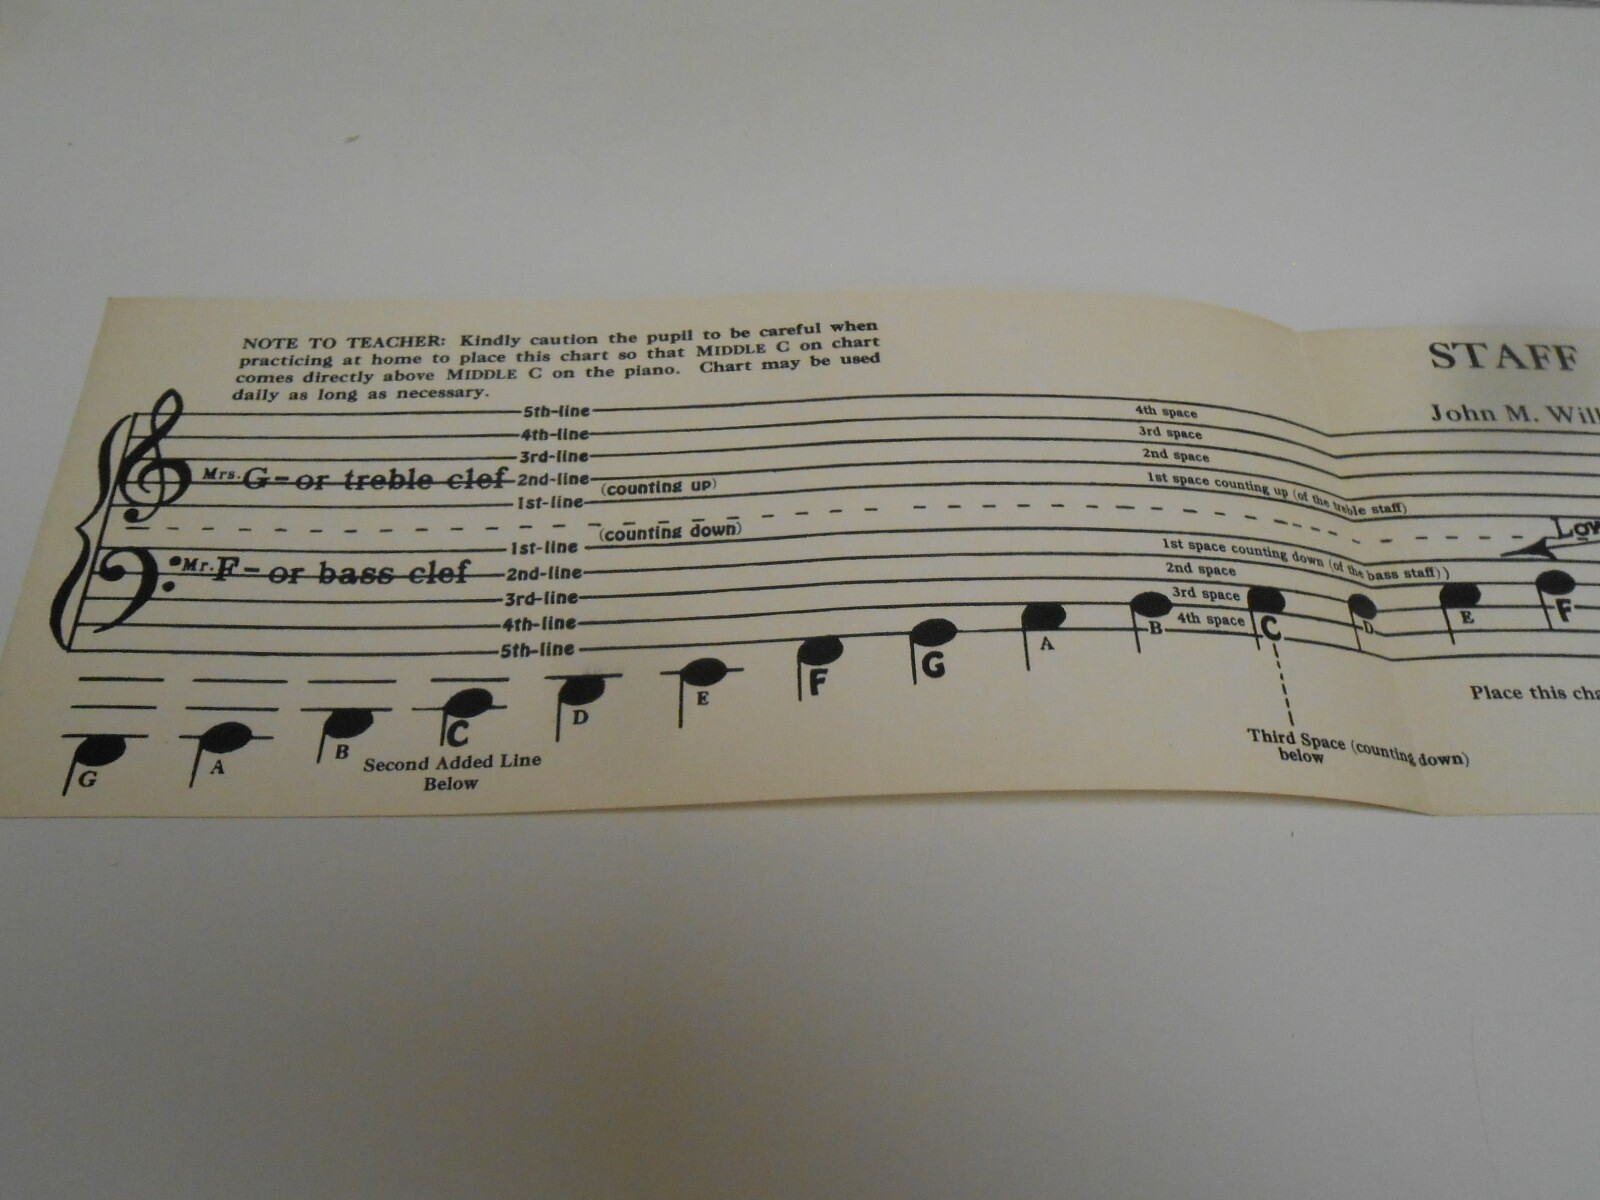 NOTE TO TEACHER: Kindly caution the pupil to be careful when
practicing at home to place this chart so that MIDDLE C on chart
comes directly above MIDDLE C on the piano. Chart may be used
daily as long as necessary.
STAFF
John M. Will
5th-line
4th-line
3rd-line
Mrs. G-or treble clef 2nd-line
(counting up)
1st-line
4th space
3rd space
2nd space
1st space counting up (of the treble staff)
(counting down)
Low
1st-line
Mr. F- or bass clef 2nd-line
3rd-line
4th-line
5th-line
1st space counting down (of the bass staff))
2nd space
3rd space
4th space
G A B C D E F G A B C D E F
Second Added Line
Below
Third Space (counting down)
below
Place this cha